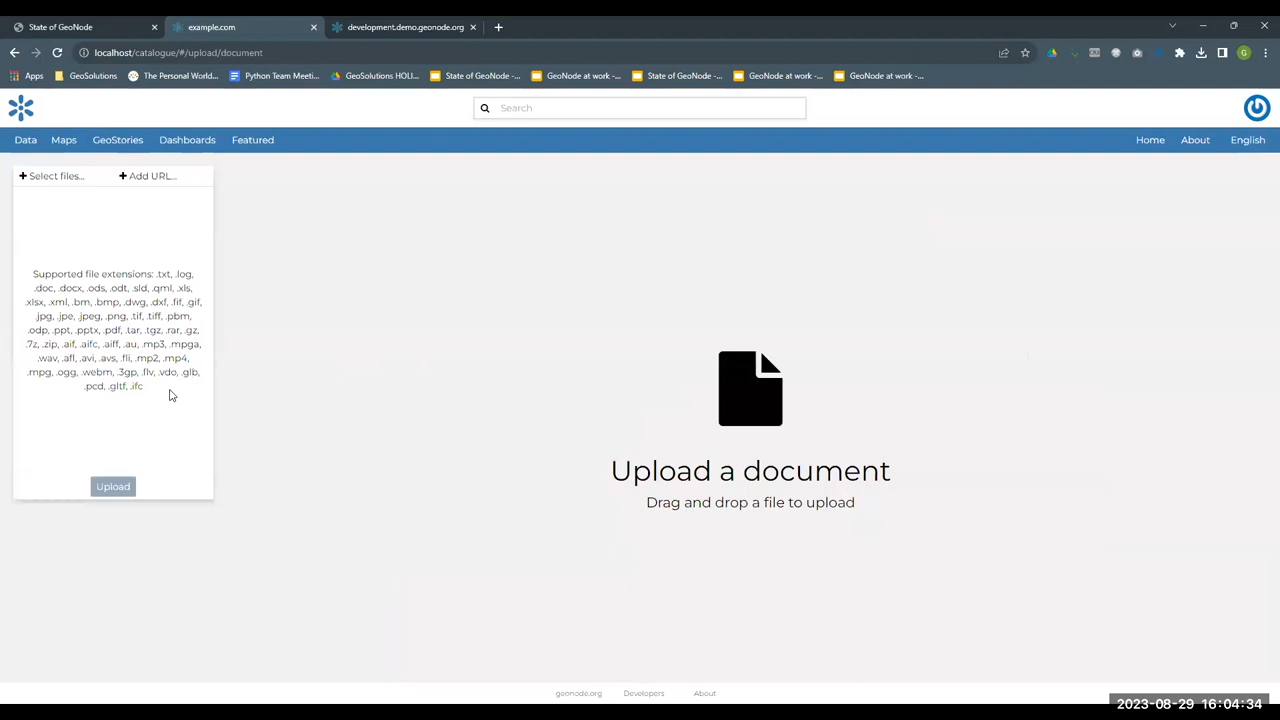 State of GeoNode
example.com
development.demo.geonode.org
localhost/catalogue/#/upload/document
G
Apps
GeoSolutions
The Personal World...
Python Team Meeti...
GeoSolutions HOLI...
State of GeoNode -...
GeoNode at work -...
State of GeoNode -...
GeoNode at work -...
GeoNode at work -...
Search
Data Maps GeoStories Dashboards Featured
Home About English
Select files... Add URL...
Supported file extensions: .txt, .log,
.doc, .docx, .ods, .odt, .sld, .qml, .xls,
.xlsx, .xml, .bm, .bmp, .dwg, .dxf, .fif, .gif,
.jpg, .jpe, .jpeg, .png, .tif, .tiff, .pbm,
.odp, .ppt, .pptx, .pdf, .tar, .tgz, .rar, .gz,
.7z, .zip, .aif, .aifc, .aiff, .au, .mp3, .mpga,
.wav, .afl, .avi, .avs, .fli, .mp2, .mp4,
.mpg, .ogg, .webm, .3gp, .flv, .vdo, .glb,
.pcd, .gltf, .ifc
Upload
Upload a document
Drag and drop a file to upload
geonode.org Developers About
2023-08-29 16:04:34